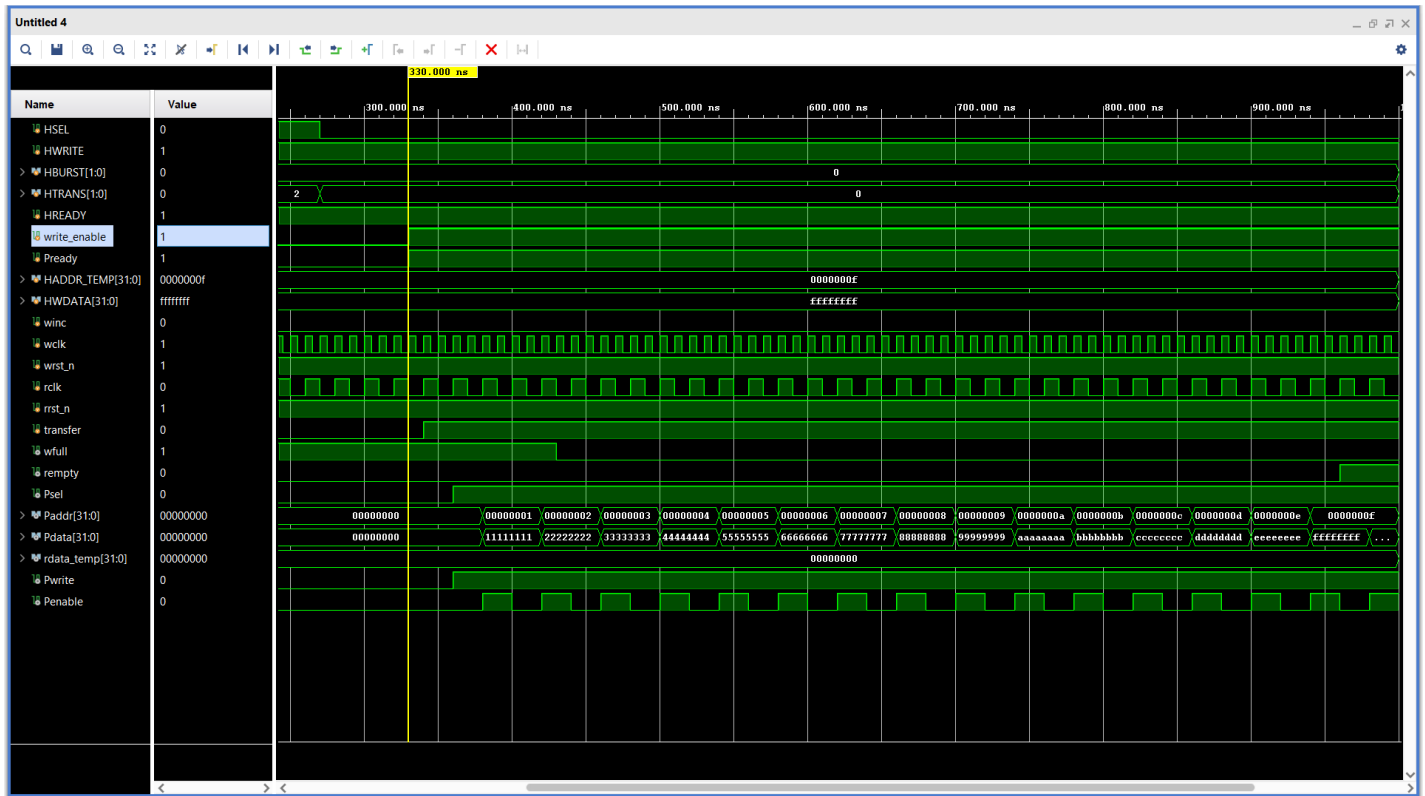 Untitled 4
330.000 ns
Name Value
300.000 ns 400.000 ns 500.000 ns 600.000 ns 700.000 ns 800.000 ns 900.000 ns 1
HSEL 0
HWRITE 1
HBURST[1:0] 0 0
HTRANS[1:0] 0 2 0
HREADY 1
write_enable 1
Pready 1
HADDR_TEMP[31:0] 0000000f 0000000f
HWDATA[31:0] ffffffff ffffffff
winc 0
wclk 1
wrst_n 1
rclk 0
rrst_n 1
transfer 0
wfull 1
rempty 0
Psel 0
Paddr[31:0] 00000000 00000000 00000001 00000002 00000003 00000004 00000005 00000006 00000007 00000008 00000009 0000000a 0000000b 0000000c 0000000d 0000000e 0000000f
Pdata[31:0] 00000000 00000000 11111111 22222222 33333333 44444444 55555555 66666666 77777777 88888888 99999999 aaaaaaaa bbbbbbbb cccccccc dddddddd eeeeeeee ffffffff ...
rdata_temp[31:0] 00000000 00000000
Pwrite 0
Penable 0